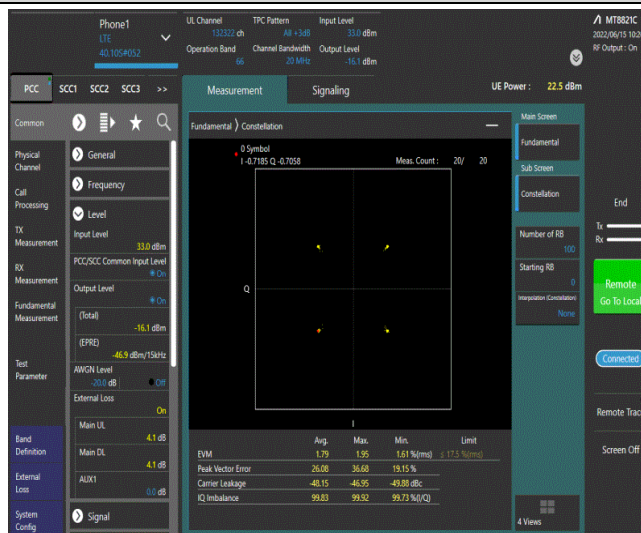 Phone1
LTE
40.105#052
UL Channel
132322 ch
TPC Pattern
All +3dB
Input Level
33.0 dBm
Operation Band
66
Channel Bandwidth
20 MHz
Output Level
-16.1 dBm
MT8821C
2022/06/15 10:20
RF Output : On
PCC SCC1 SCC2 SCC3 >>
Measurement
Signaling
UE Power : 22.5 dBm
Common
Physical
Channel
Call
Processing
TX
Measurement
RX
Measurement
Fundamental
Measurement
Test
Parameter
Band
Definition
External
Loss
System
Config
General
Frequency
Level
Input Level
33.0 dBm
PCC/SCC Common Input Level
On
Output Level
On
(Total)
-16.1 dBm
(EPRE)
-46.9 dBm/15kHz
AWGN Level
-20.0 dB Off
External Loss
On
Main UL
4.1 dB
Main DL
4.1 dB
AUX1
0.0 dB
Signal
Fundamental ⟩ Constellation
0 Symbol
I -0.7185 Q -0.7058
Meas. Count : 20/ 20
Q
I
Avg. Max. Min. Limit
EVM 1.79 1.95 1.61 %(rms) ≤ 17.5 %(rms)
Peak Vector Error 26.08 36.68 19.15 %
Carrier Leakage -48.15 -46.95 -49.88 dBc
IQ Imbalance 99.83 99.92 99.73 %(I/Q)
Main Screen
Fundamental
Sub Screen
Constellation
Number of RB
100
Starting RB
0
Interpolation (Constellation)
None
4 Views
End
Tx
Rx
Remote
Go To Local
Connected
Remote Trac
Screen Off